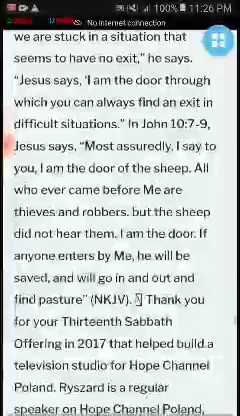 100% 11:26 PM
No internet connection
we are stuck in a situation that
seems to have no exit,” he says.
“Jesus says, ‘I am the door through
which you can always find an exit in
difficult situations.” In John 10:7-9,
Jesus says, “Most assuredly, I say to
you, I am the door of the sheep. All
who ever came before Me are
thieves and robbers, but the sheep
did not hear them. I am the door. If
anyone enters by Me, he will be
saved, and will go in and out and
find pasture” (NKJV). Thank you
for your Thirteenth Sabbath
Offering in 2017 that helped build a
television studio for Hope Channel
Poland. Ryszard is a regular
speaker on Hope Channel Poland,